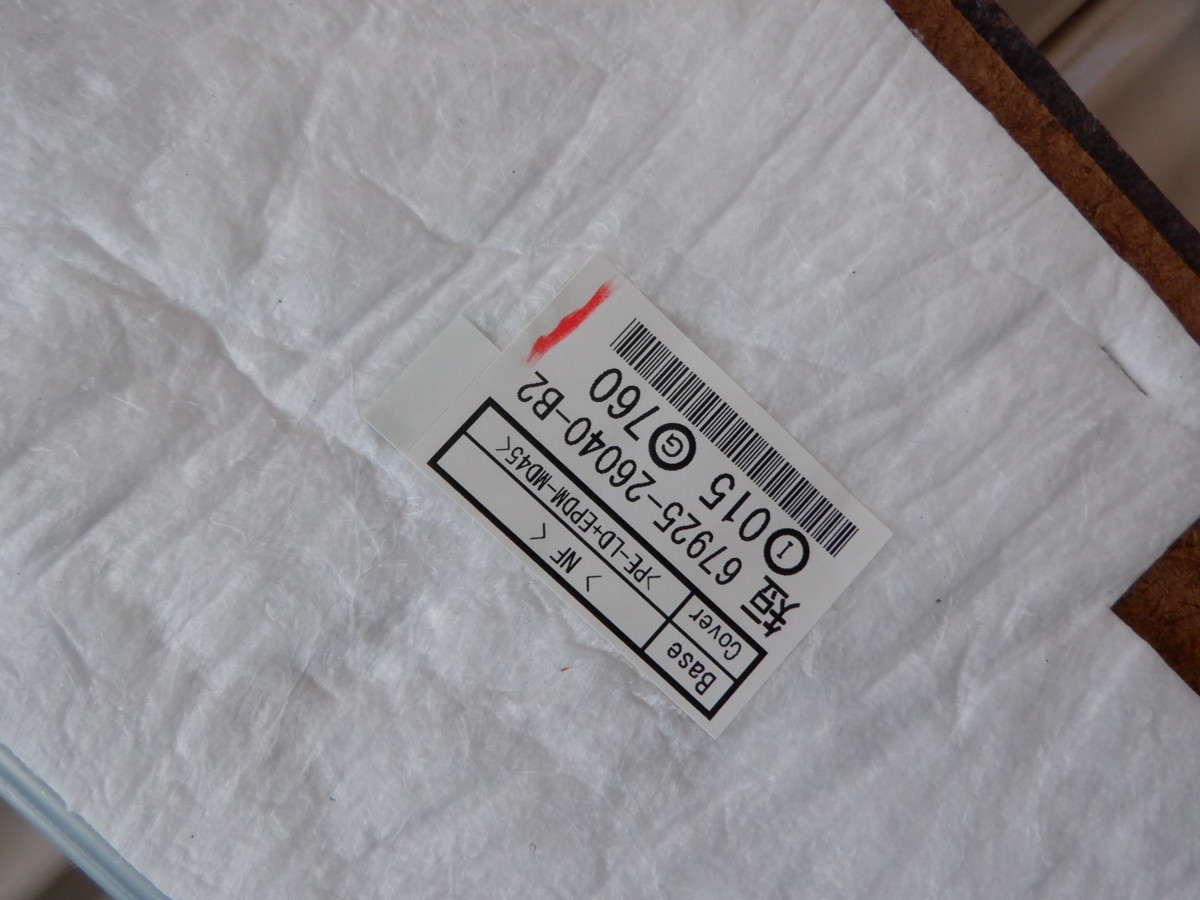 Ⓘ015 Ⓖ760
短 67925-26040-B2
Cover >PE-LD+EPDM-MD45<
Base > NF <